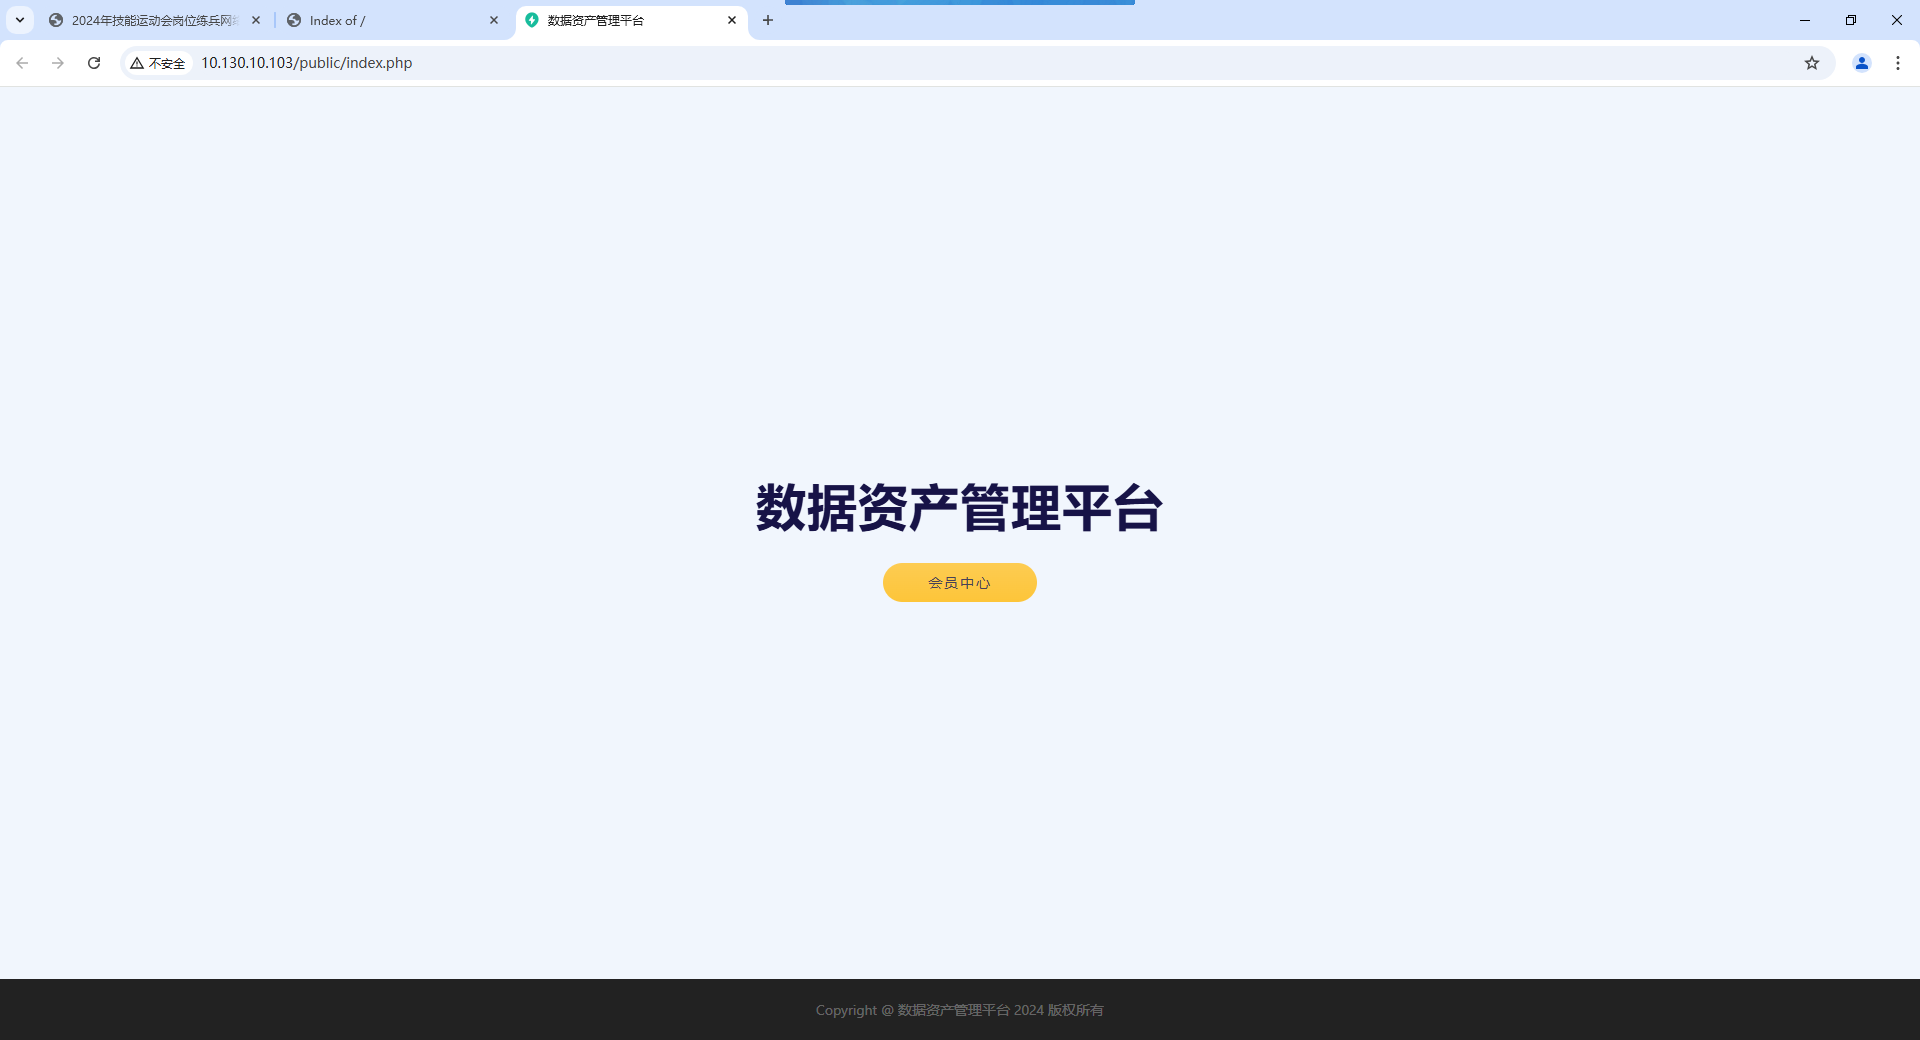 2024年技能运动会岗位练兵网
Index of /
数据资产管理平台
不安全
10.130.10.103/public/index.php
数据资产管理平台
会员中心
Copyright @ 数据资产管理平台 2024 版权所有